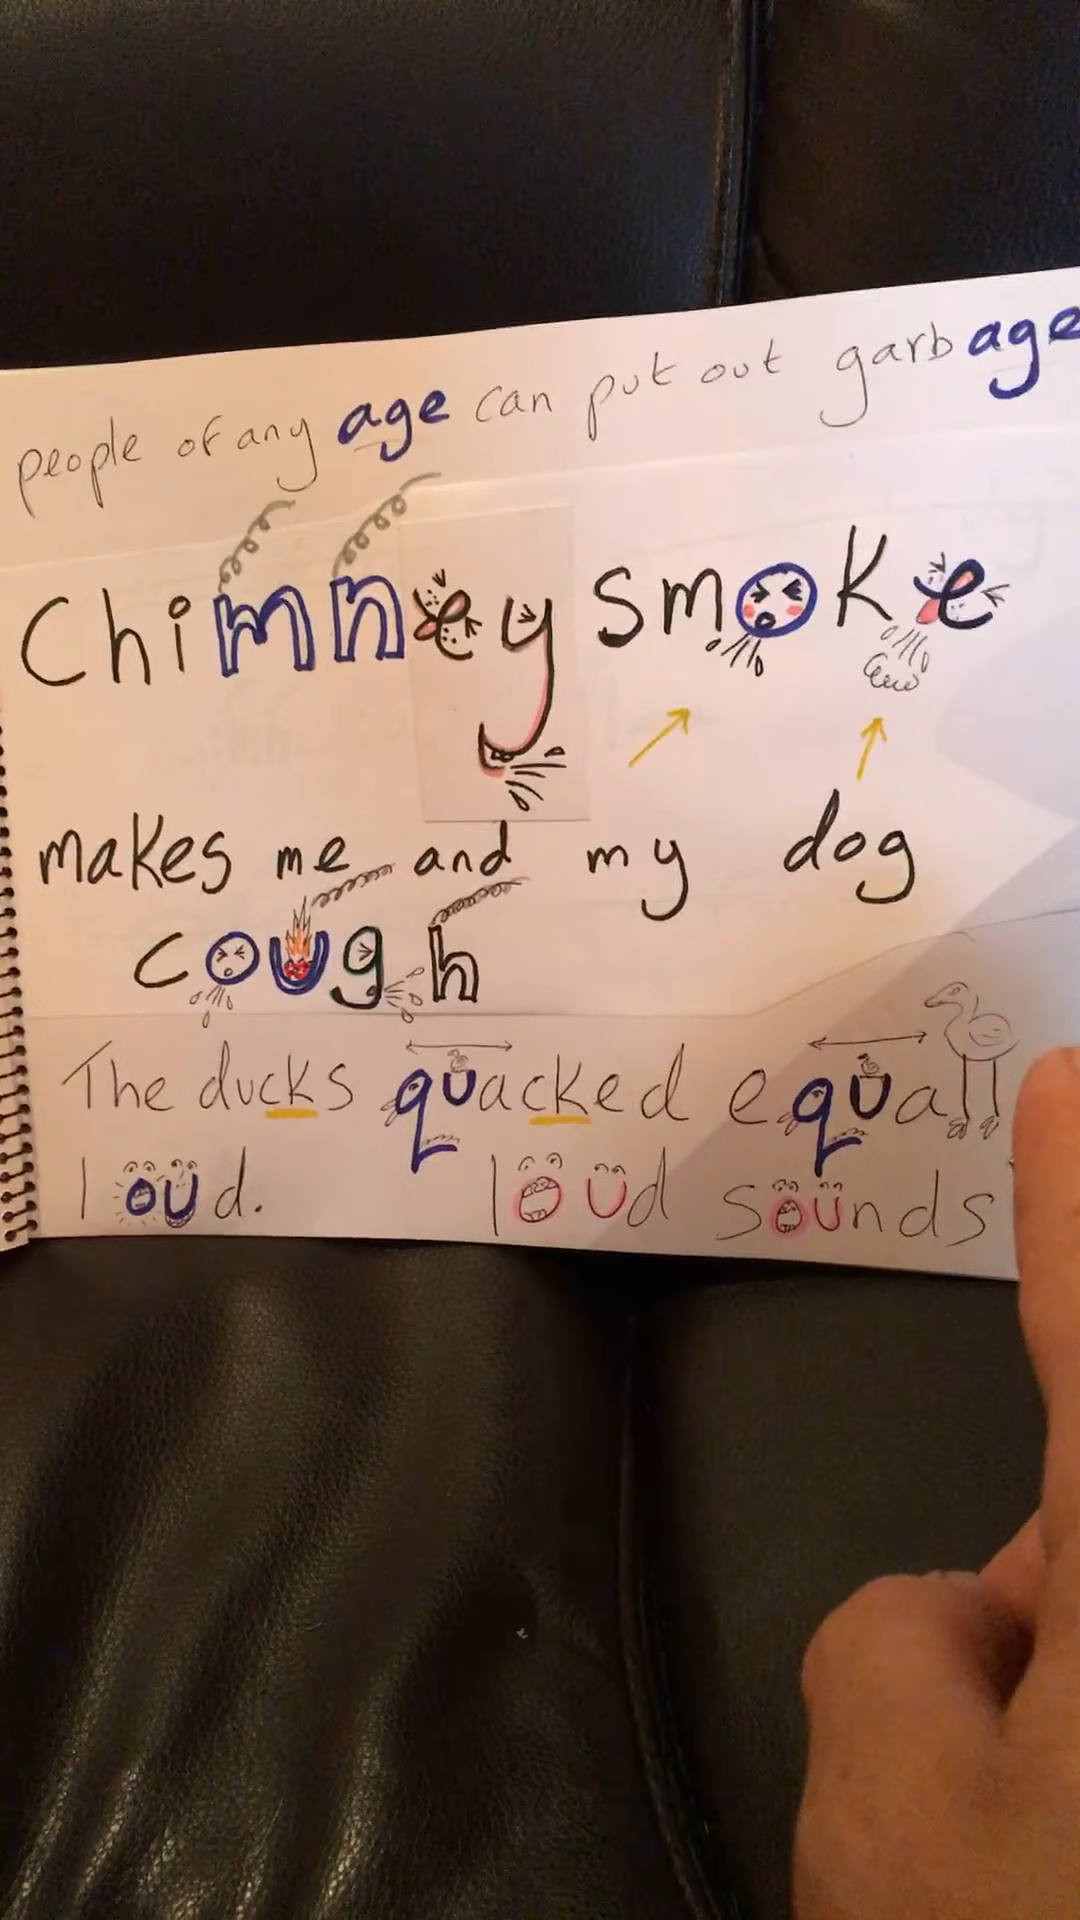 people of any age can put out garbage
Chimney smoke
makes me and my dog
cough
The ducks quacked equall
loud. loud sounds